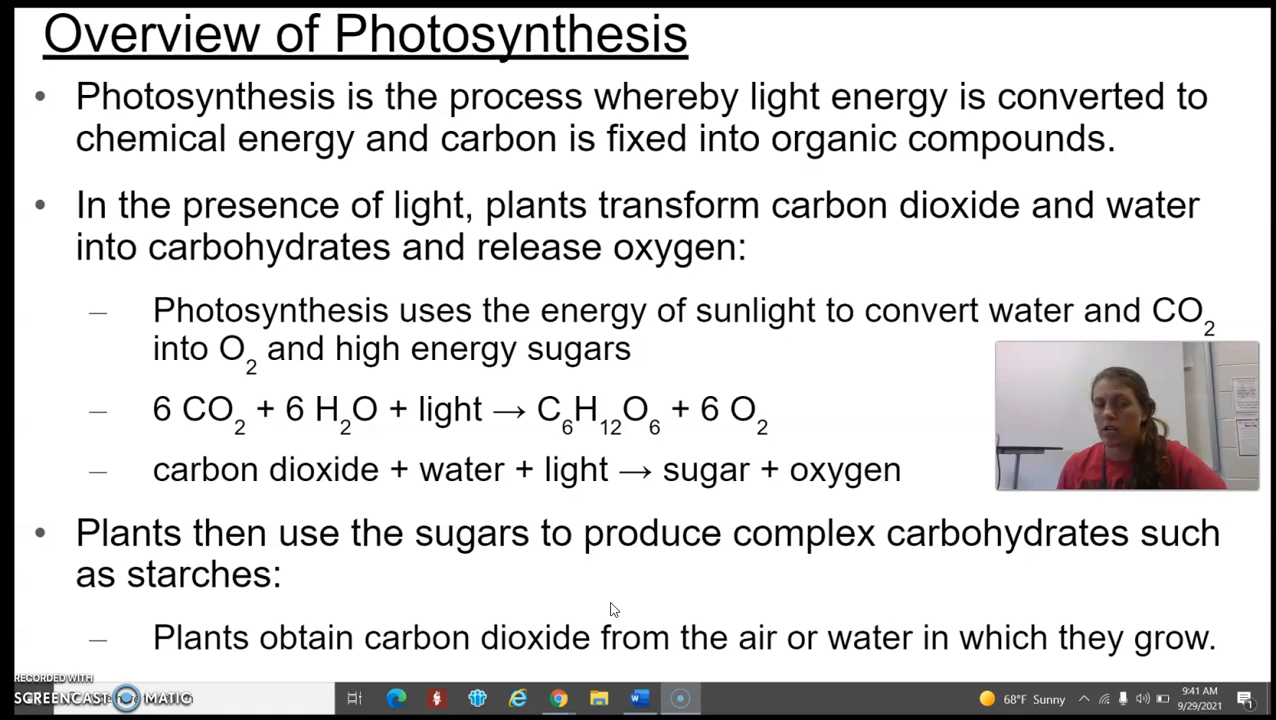 Overview of Photosynthesis
• Photosynthesis is the process whereby light energy is converted to
chemical energy and carbon is fixed into organic compounds.
• In the presence of light, plants transform carbon dioxide and water
into carbohydrates and release oxygen:
– Photosynthesis uses the energy of sunlight to convert water and CO₂
into O₂ and high energy sugars
– 6 CO₂ + 6 H₂O + light → C₆H₁₂O₆ + 6 O₂
– carbon dioxide + water + light → sugar + oxygen
• Plants then use the sugars to produce complex carbohydrates such
as starches:
– Plants obtain carbon dioxide from the air or water in which they grow.
RECORDED WITH
SCREENCAST MATIC
68°F Sunny
9:41 AM
9/29/2021
1